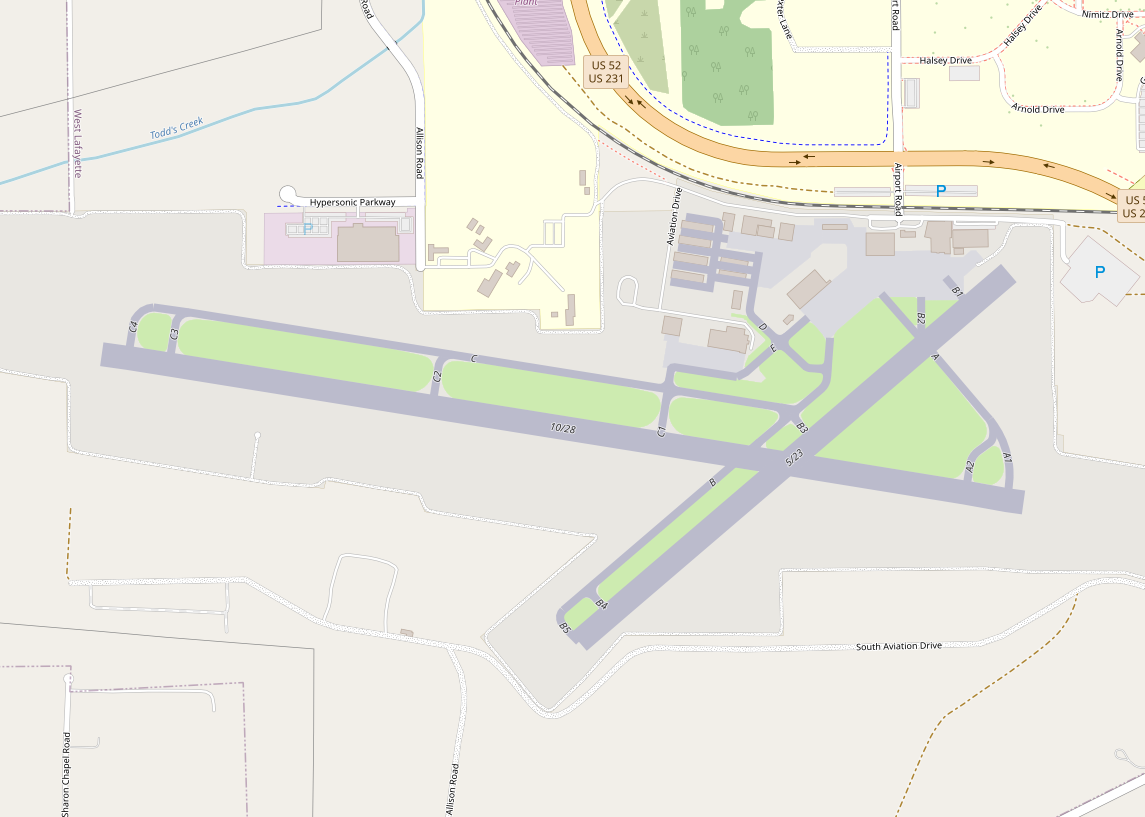 Plant
US 52
US 231
Nimitz Drive
Halsey Drive
Halsey Drive
Arnold Drive
Arnold Drive
Airport Road
Todd's Creek
West Lafayette
Allison Road
Hypersonic Parkway
P
P
US 2
Aviation Drive
P
B1
B2
A
D
E
C4
C3
C
C2
C1
10/28
B3
5/23
B
A2
A1
B4
B5
South Aviation Drive
Sharon Chapel Road
Allison Road